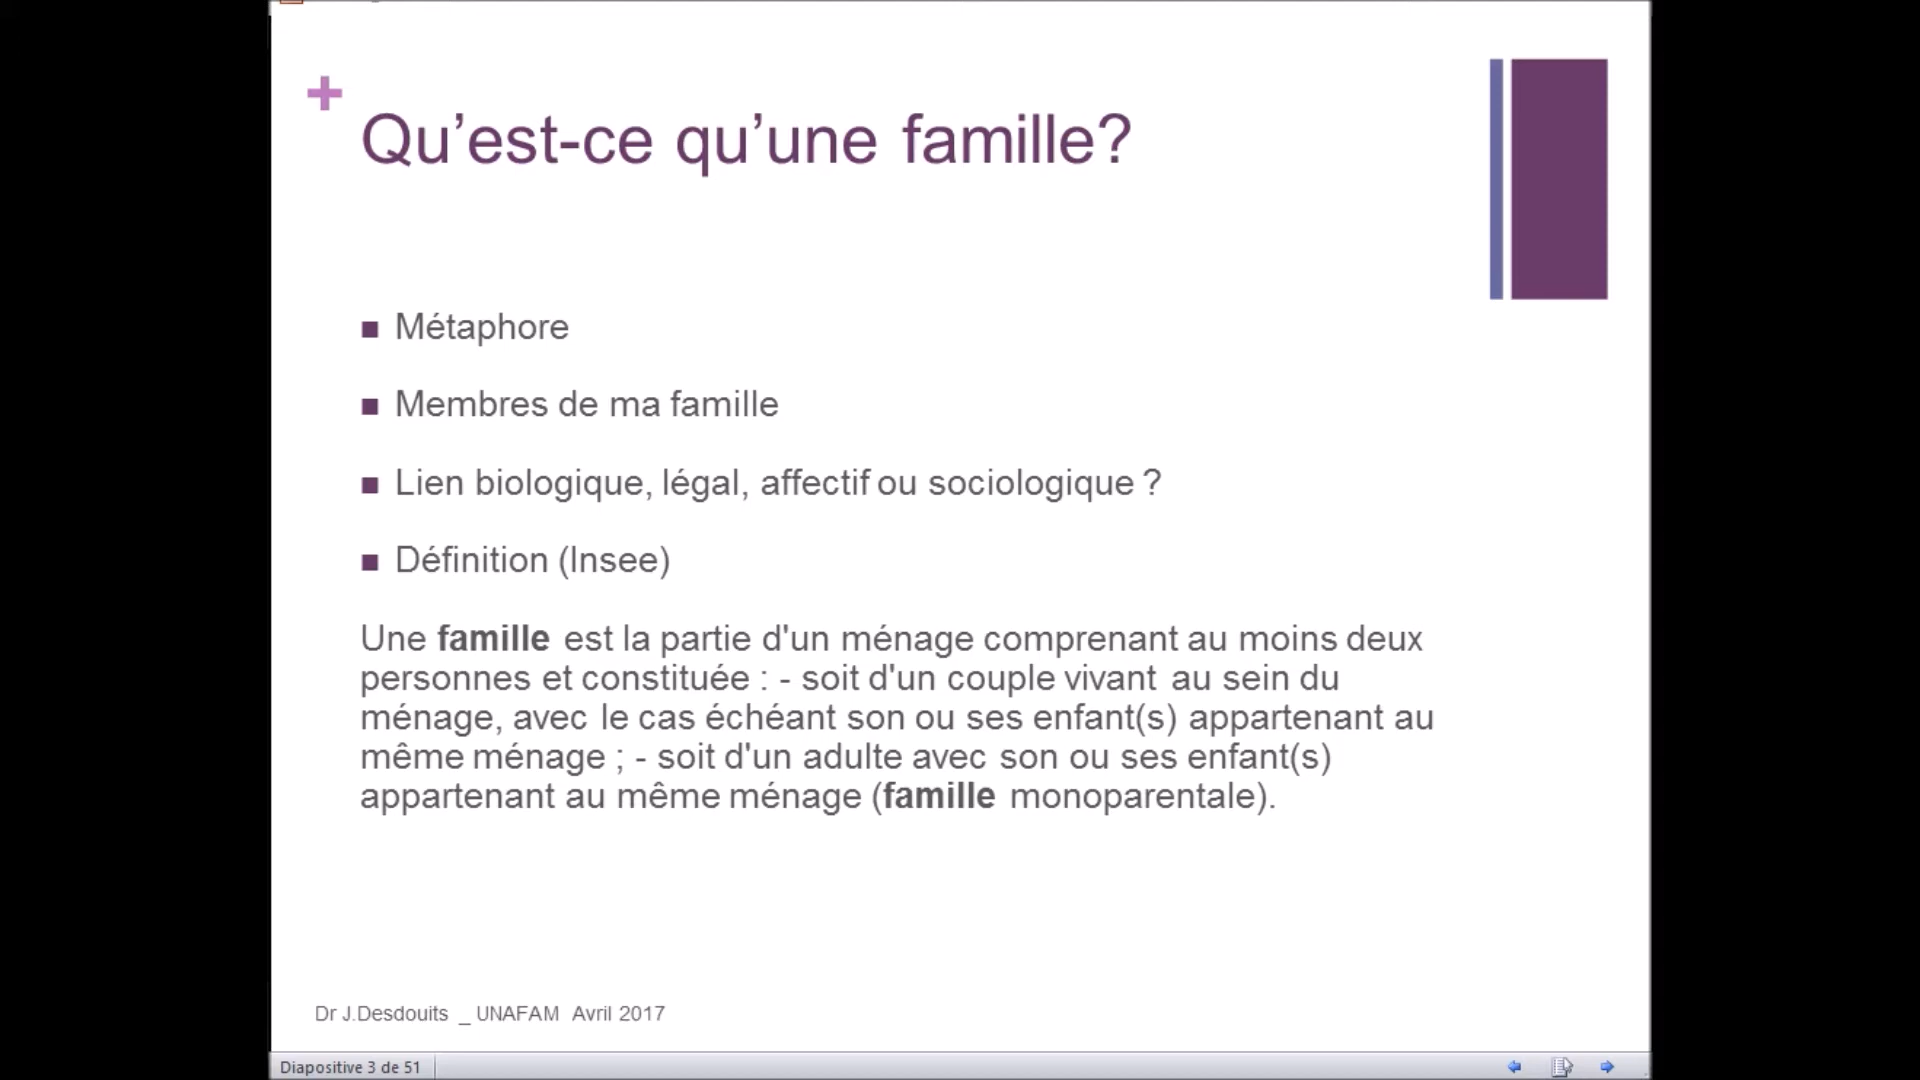 +
Qu’est-ce qu’une famille?
■ Métaphore
■ Membres de ma famille
■ Lien biologique, légal, affectif ou sociologique ?
■ Définition (Insee)
Une famille est la partie d'un ménage comprenant au moins deux
personnes et constituée : - soit d'un couple vivant au sein du
ménage, avec le cas échéant son ou ses enfant(s) appartenant au
même ménage ; - soit d'un adulte avec son ou ses enfant(s)
appartenant au même ménage (famille monoparentale).
Dr J.Desdouits _ UNAFAM Avril 2017
Diapositive 3 de 51